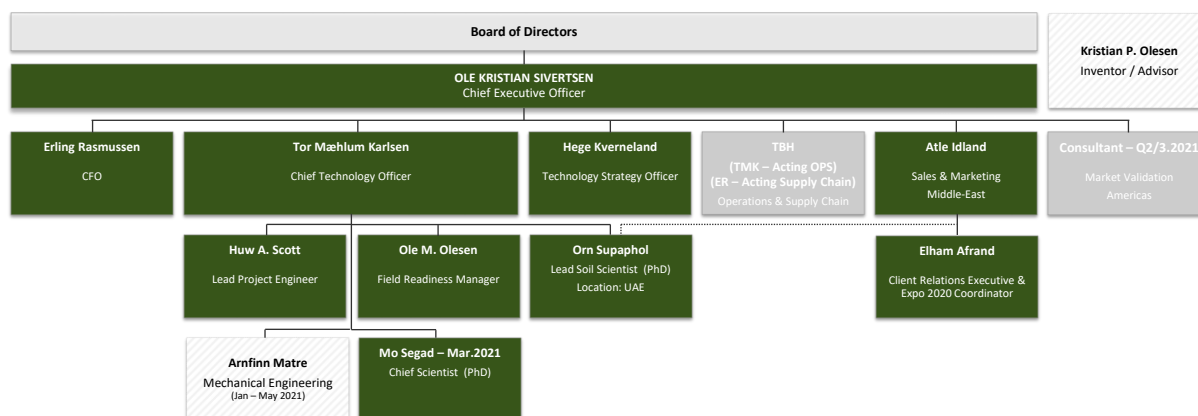 Board of Directors
Kristian P. Olesen
Inventor / Advisor
OLE KRISTIAN SIVERTSEN
Chief Executive Officer
Erling Rasmussen
CFO
Tor Mæhlum Karlsen
Chief Technology Officer
Hege Kverneland
Technology Strategy Officer
TBH
(TMK – Acting OPS)
(ER – Acting Supply Chain)
Operations & Supply Chain
Atle Idland
Sales & Marketing
Middle-East
Consultant – Q2/3.2021
Market Validation
Americas
Huw A. Scott
Lead Project Engineer
Ole M. Olesen
Field Readiness Manager
Orn Supaphol
Lead Soil Scientist (PhD)
Location: UAE
Elham Afrand
Client Relations Executive &
Expo 2020 Coordinator
Arnfinn Matre
Mechanical Engineering
(Jan – May 2021)
Mo Segad – Mar.2021
Chief Scientist (PhD)